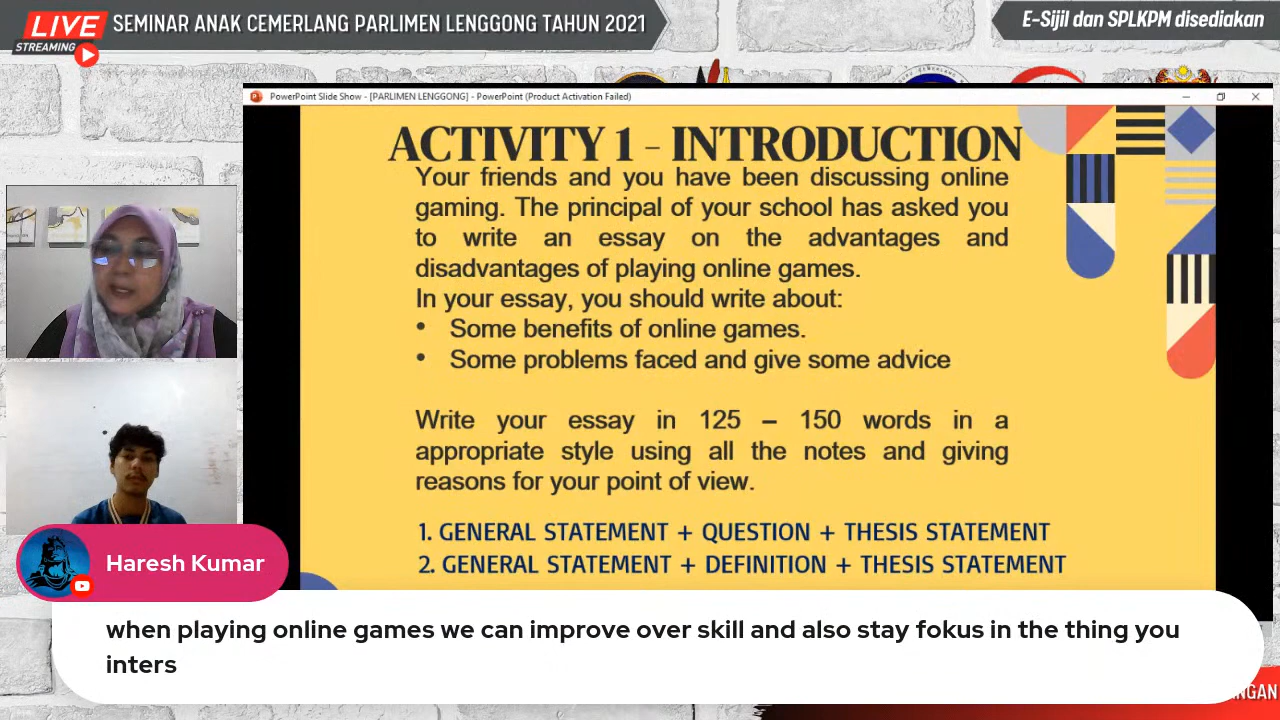 LIVE
STREAMING
SEMINAR ANAK CEMERLANG PARLIMEN LENGGONG TAHUN 2021
E-Sijil dan SPLKPM disediakan
PowerPoint Slide Show - [PARLIMEN LENGGONG] - PowerPoint (Product Activation Failed)
ACTIVITY 1 - INTRODUCTION
Your friends and you have been discussing online
gaming. The principal of your school has asked you
to write an essay on the advantages and
disadvantages of playing online games.
In your essay, you should write about:
• Some benefits of online games.
• Some problems faced and give some advice
Write your essay in 125 – 150 words in a
appropriate style using all the notes and giving
reasons for your point of view.
1. GENERAL STATEMENT + QUESTION + THESIS STATEMENT
2. GENERAL STATEMENT + DEFINITION + THESIS STATEMENT
Haresh Kumar
when playing online games we can improve over skill and also stay fokus in the thing you
inters